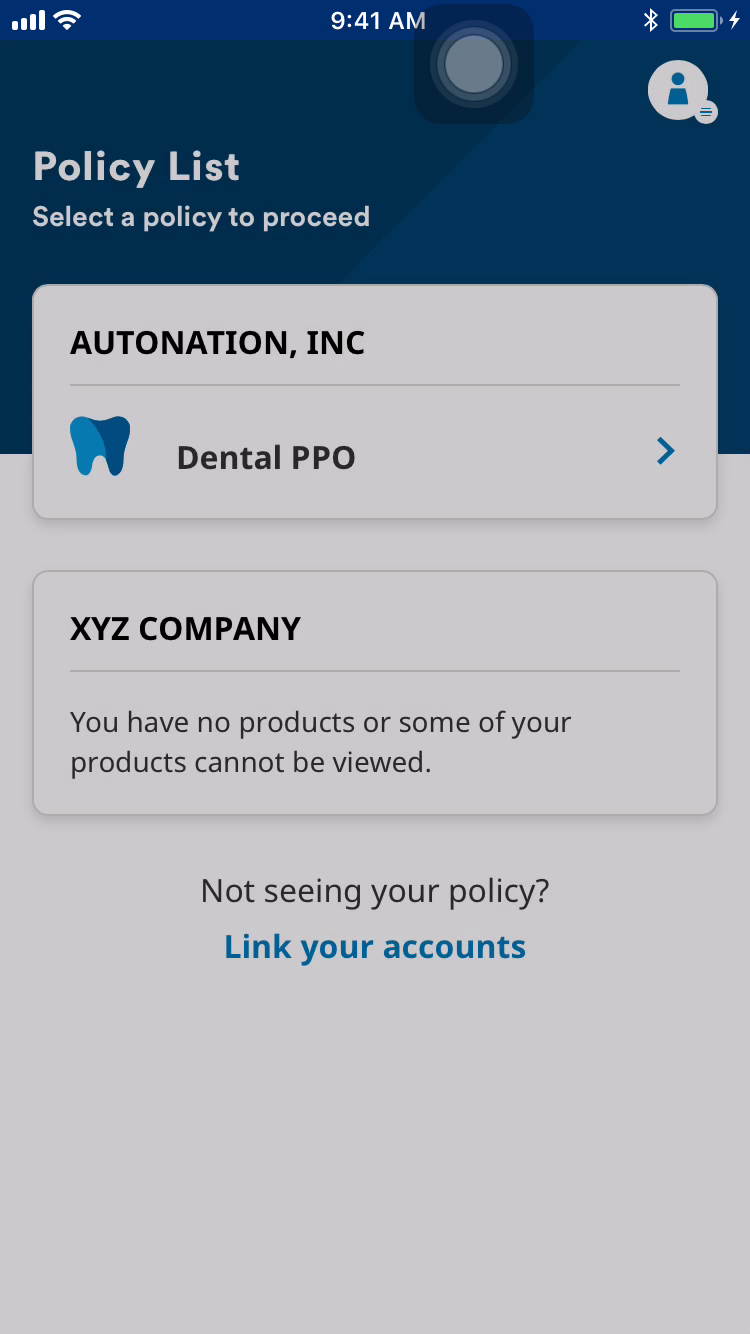 9:41 AM
Policy List
Select a policy to proceed
AUTONATION, INC
Dental PPO
XYZ COMPANY
You have no products or some of your
products cannot be viewed.
Not seeing your policy?
Link your accounts